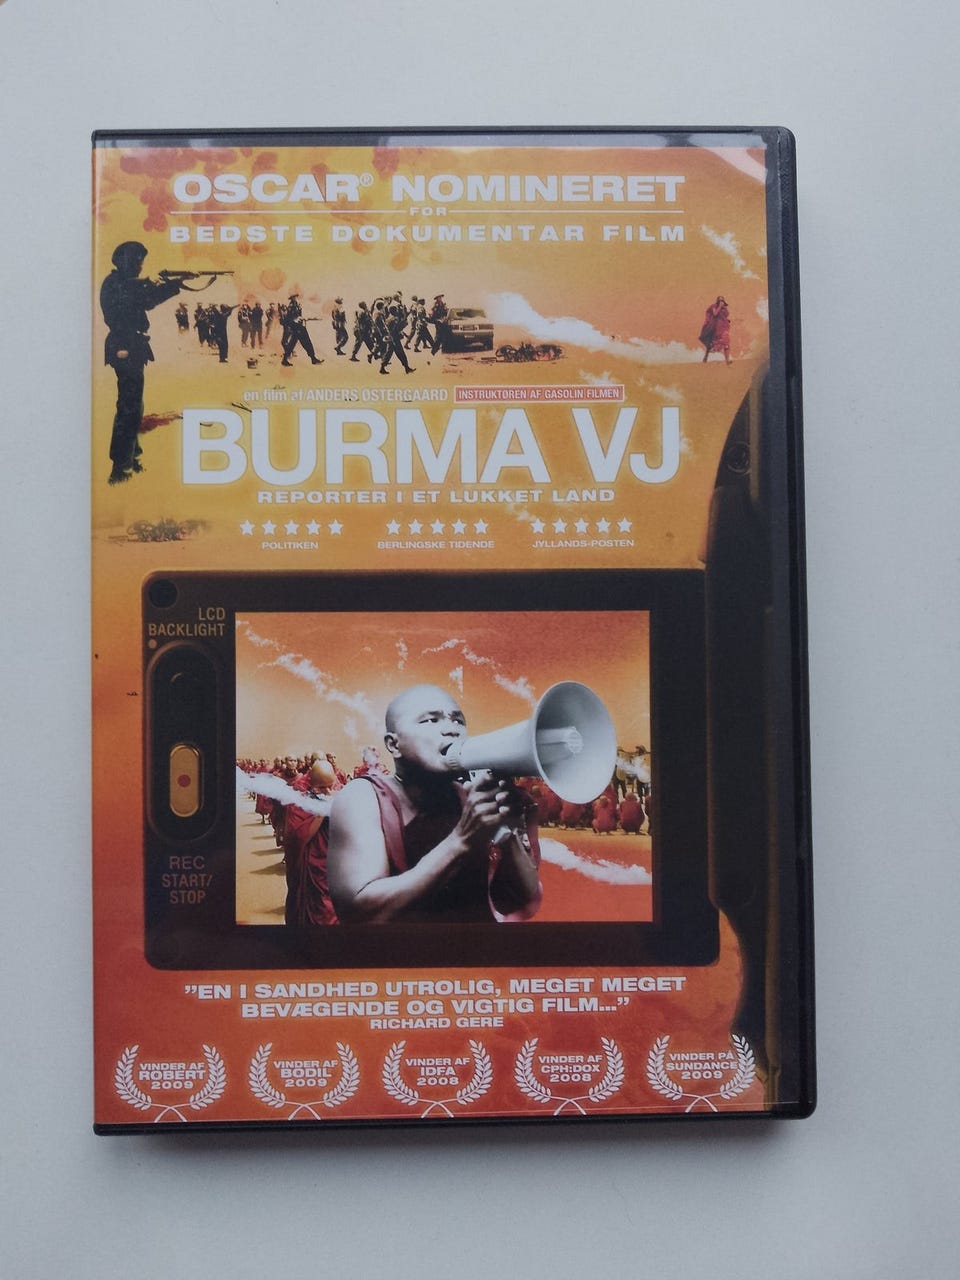 OSCAR® NOMINERET
FOR
BEDSTE DOKUMENTAR FILM
en film af ANDERS ØSTERGAARD INSTRUKTØREN AF GASOLIN FILMEN
BURMA VJ
REPORTER I ET LUKKET LAND
POLITIKEN BERLINGSKE TIDENDE JYLLANDS-POSTEN
LCD
BACKLIGHT
REC
START/
STOP
”EN I SANDHED UTROLIG, MEGET MEGET
BEVÆGENDE OG VIGTIG FILM...”
RICHARD GERE
VINDER AF
ROBERT
2009
VINDER AF
BODIL
2009
VINDER AF
IDFA
2008
VINDER AF
CPH:DOX
2008
VINDER PÅ
SUNDANCE
2009